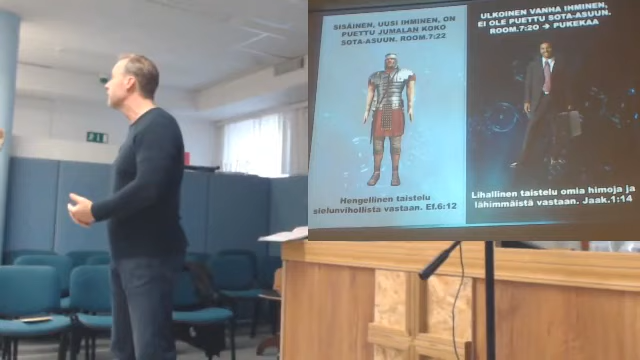 SISÄINEN, UUSI IHMINEN, ON
PUETTU JUMALAN KOKO
SOTA-ASUUN. ROOM.7:22
Hengellinen taistelu
sielunvihollista vastaan. Ef.6:12
ULKOINEN VANHA IHMINEN,
EI OLE PUETTU SOTA-ASUUN.
ROOM.7:20 → PUKEKAA
Lihallinen taistelu omia himoja ja
lähimmäistä vastaan. Jaak.1:14